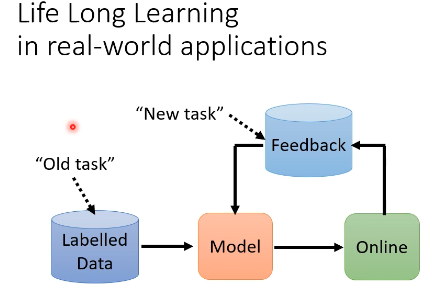 Life Long Learning
in real-world applications
“New task”
Feedback
“Old task”
Labelled
Data
Model
Online